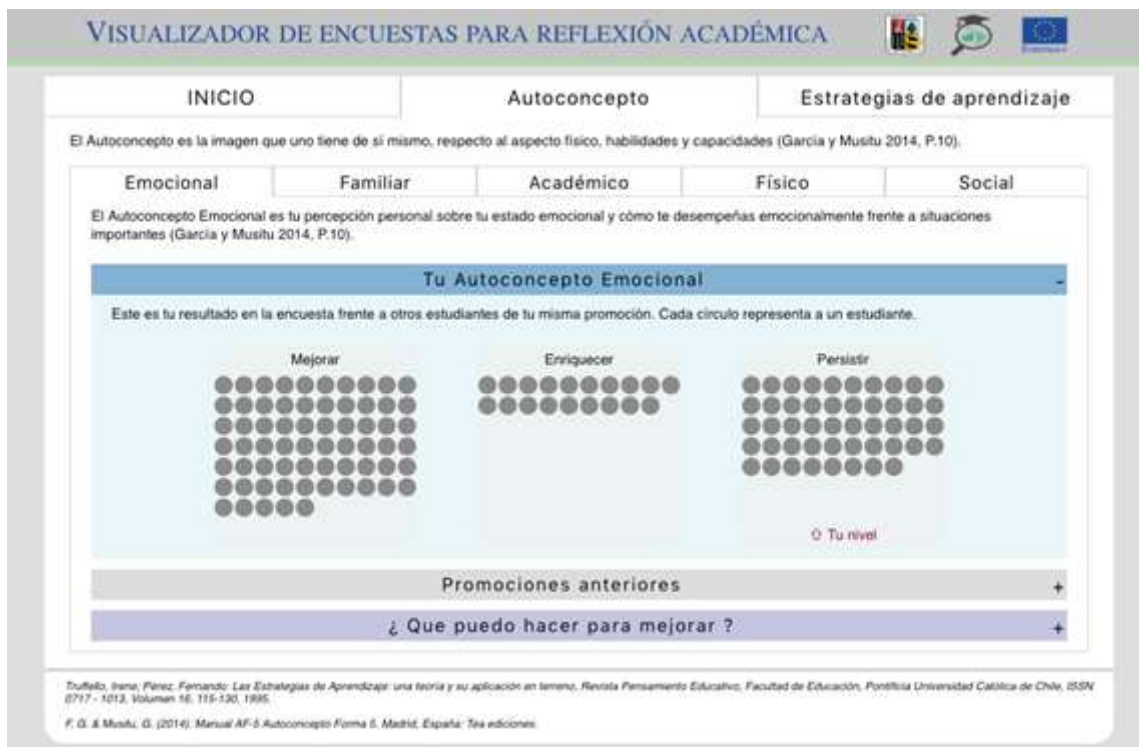 VISUALIZADOR DE ENCUESTAS PARA REFLEXIÓN ACADÉMICA
INICIO
Autoconcepto
Estrategias de aprendizaje
El Autoconcepto es la imagen que uno tiene de sí mismo, respecto al aspecto físico, habilidades y capacidades (García y Musitu 2014, P.10).
Emocional
Familiar
Académico
Físico
Social
El Autoconcepto Emocional es tu percepción personal sobre tu estado emocional y cómo te desempeñas emocionalmente frente a situaciones
importantes (García y Musitu 2014, P.10).
Tu Autoconcepto Emocional -
Este es tu resultado en la encuesta frente a otros estudiantes de tu misma promoción. Cada círculo representa a un estudiante.
Mejorar
Enriquecer
Persistir
Tu nivel
Promociones anteriores +
¿ Que puedo hacer para mejorar ? +
Truffello, Irene, Pérez, Fernando: Las Estrategias de Aprendizaje: una teoría y su aplicación en terreno, Revista Pensamiento Educativo, Facultad de Educación, Pontificia Universidad Católica de Chile, ISSN
0717 - 1013, Volumen 16, 115-130, 1995.
F, G. & Musitu, G. (2014). Manual AF-5 Autoconcepto Forma 5. Madrid, España: Tea ediciones.